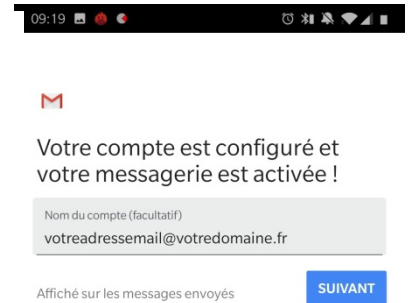 09:19
Votre compte est configuré et
votre messagerie est activée !
Nom du compte (facultatif)
votreadressemail@votredomaine.fr
Affiché sur les messages envoyés
SUIVANT